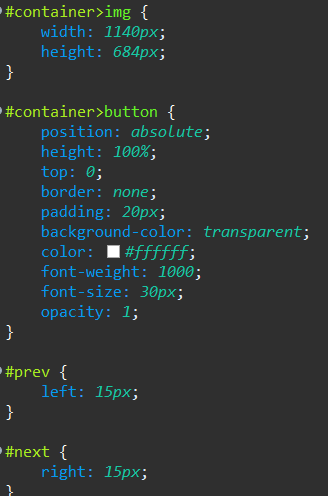 #container>img {
width: 1140px;
height: 684px;
}
#container>button {
position: absolute;
height: 100%;
top: 0;
border: none;
padding: 20px;
background-color: transparent;
color: #ffffff;
font-weight: 1000;
font-size: 30px;
opacity: 1;
}
#prev {
left: 15px;
}
#next {
right: 15px;
}